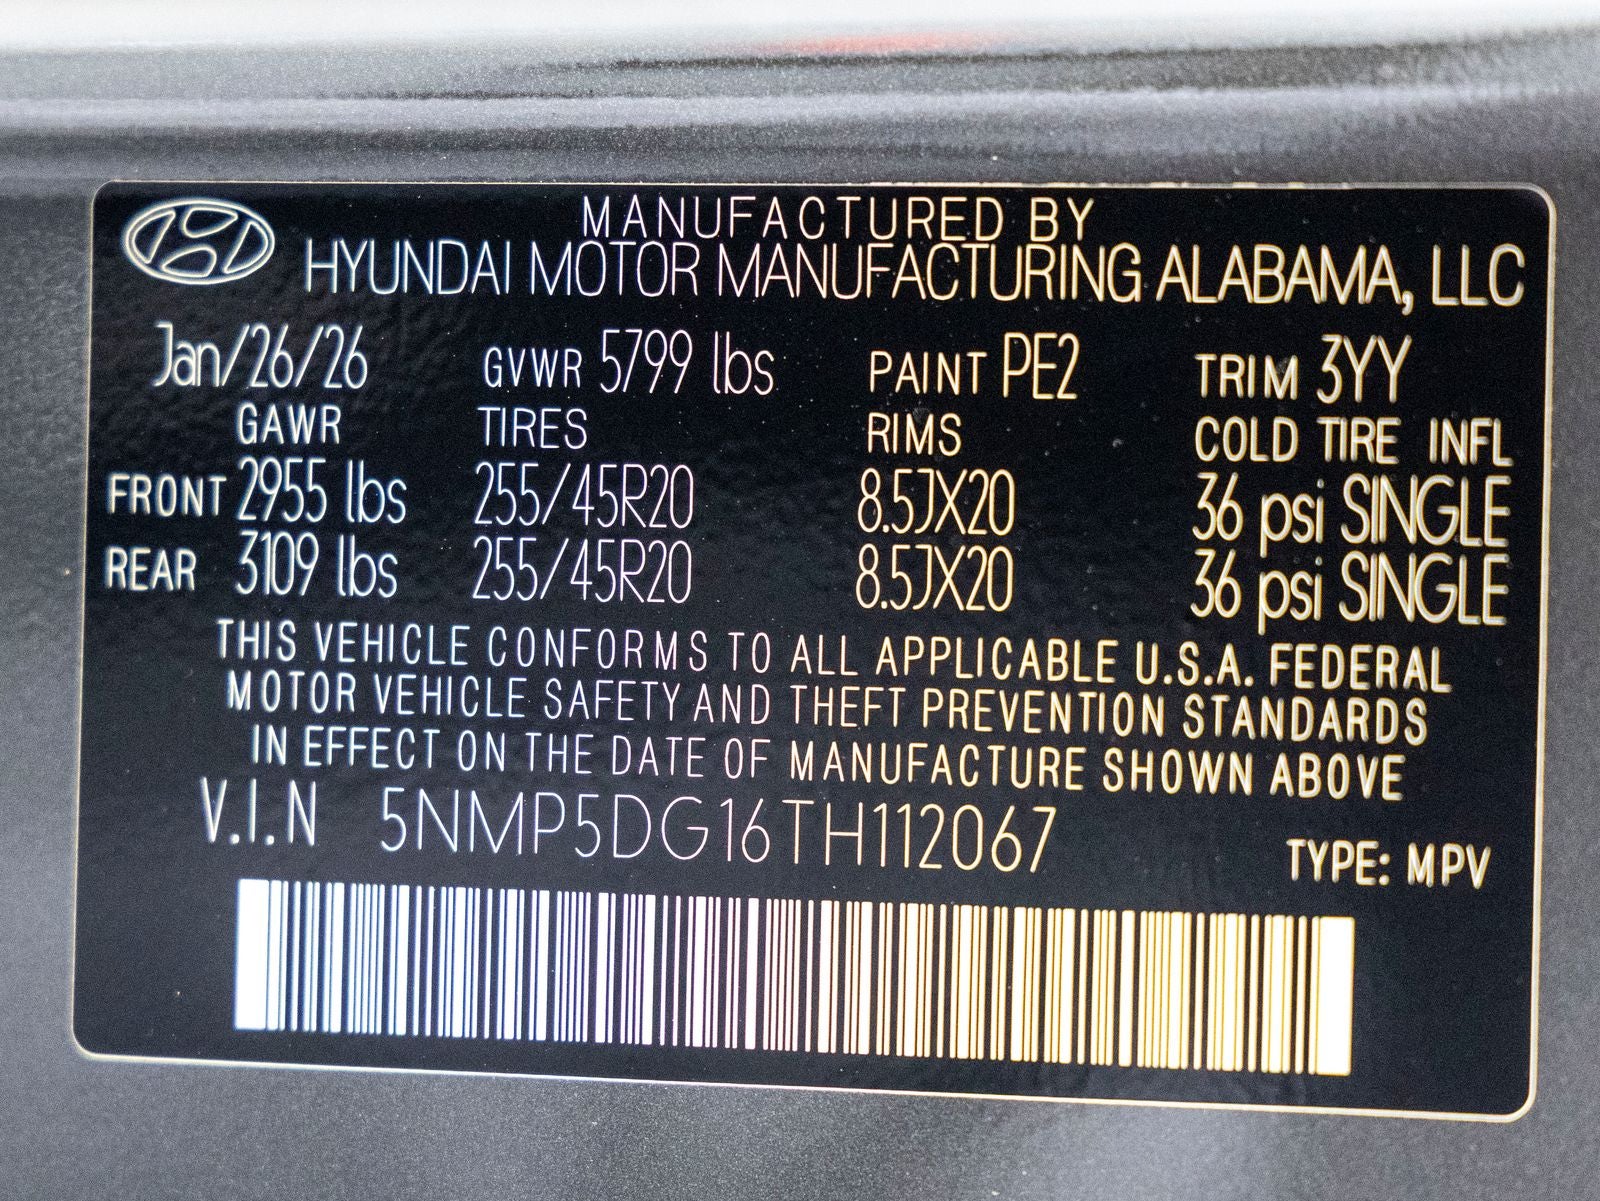 MANUFACTURED BY
HYUNDAI MOTOR MANUFACTURING ALABAMA, LLC
Jan/26/26 GVWR 5799 lbs PAINT PE2 TRIM 3YY
GAWR TIRES RIMS COLD TIRE INFL
FRONT 2955 lbs 255/45R20 8.5JX20 36 psi SINGLE
REAR 3109 lbs 255/45R20 8.5JX20 36 psi SINGLE
THIS VEHICLE CONFORMS TO ALL APPLICABLE U.S.A. FEDERAL
MOTOR VEHICLE SAFETY AND THEFT PREVENTION STANDARDS
IN EFFECT ON THE DATE OF MANUFACTURE SHOWN ABOVE
V.I.N 5NMP5DG16TH112067 TYPE: MPV